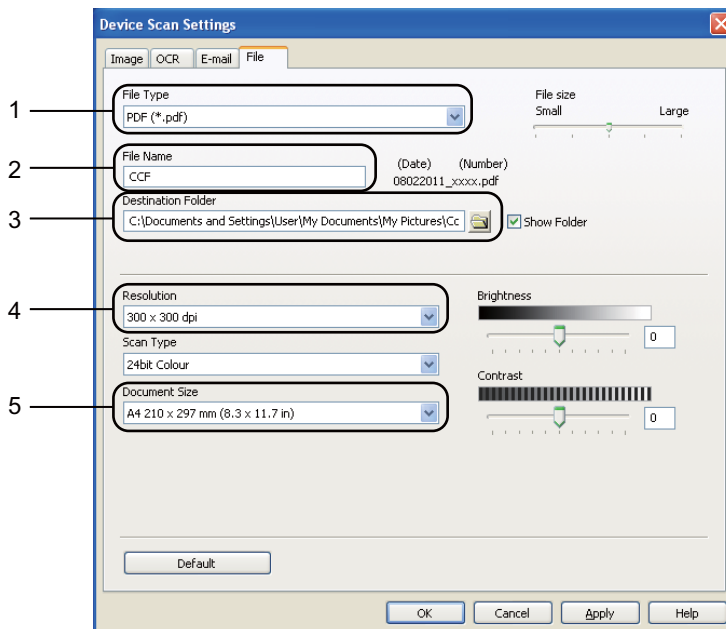 Device Scan Settings
Image OCR E-mail File
1
File Type
PDF (*.pdf)
File size
Small Large
2
File Name
CCF
(Date) (Number)
08022011_xxxx.pdf
3
Destination Folder
C:\Documents and Settings\User\My Documents\My Pictures\Cc
Show Folder
4
Resolution
300 x 300 dpi
Brightness
0
Scan Type
24bit Colour
Contrast
0
5
Document Size
A4 210 x 297 mm (8.3 x 11.7 in)
Default
OK Cancel Apply Help